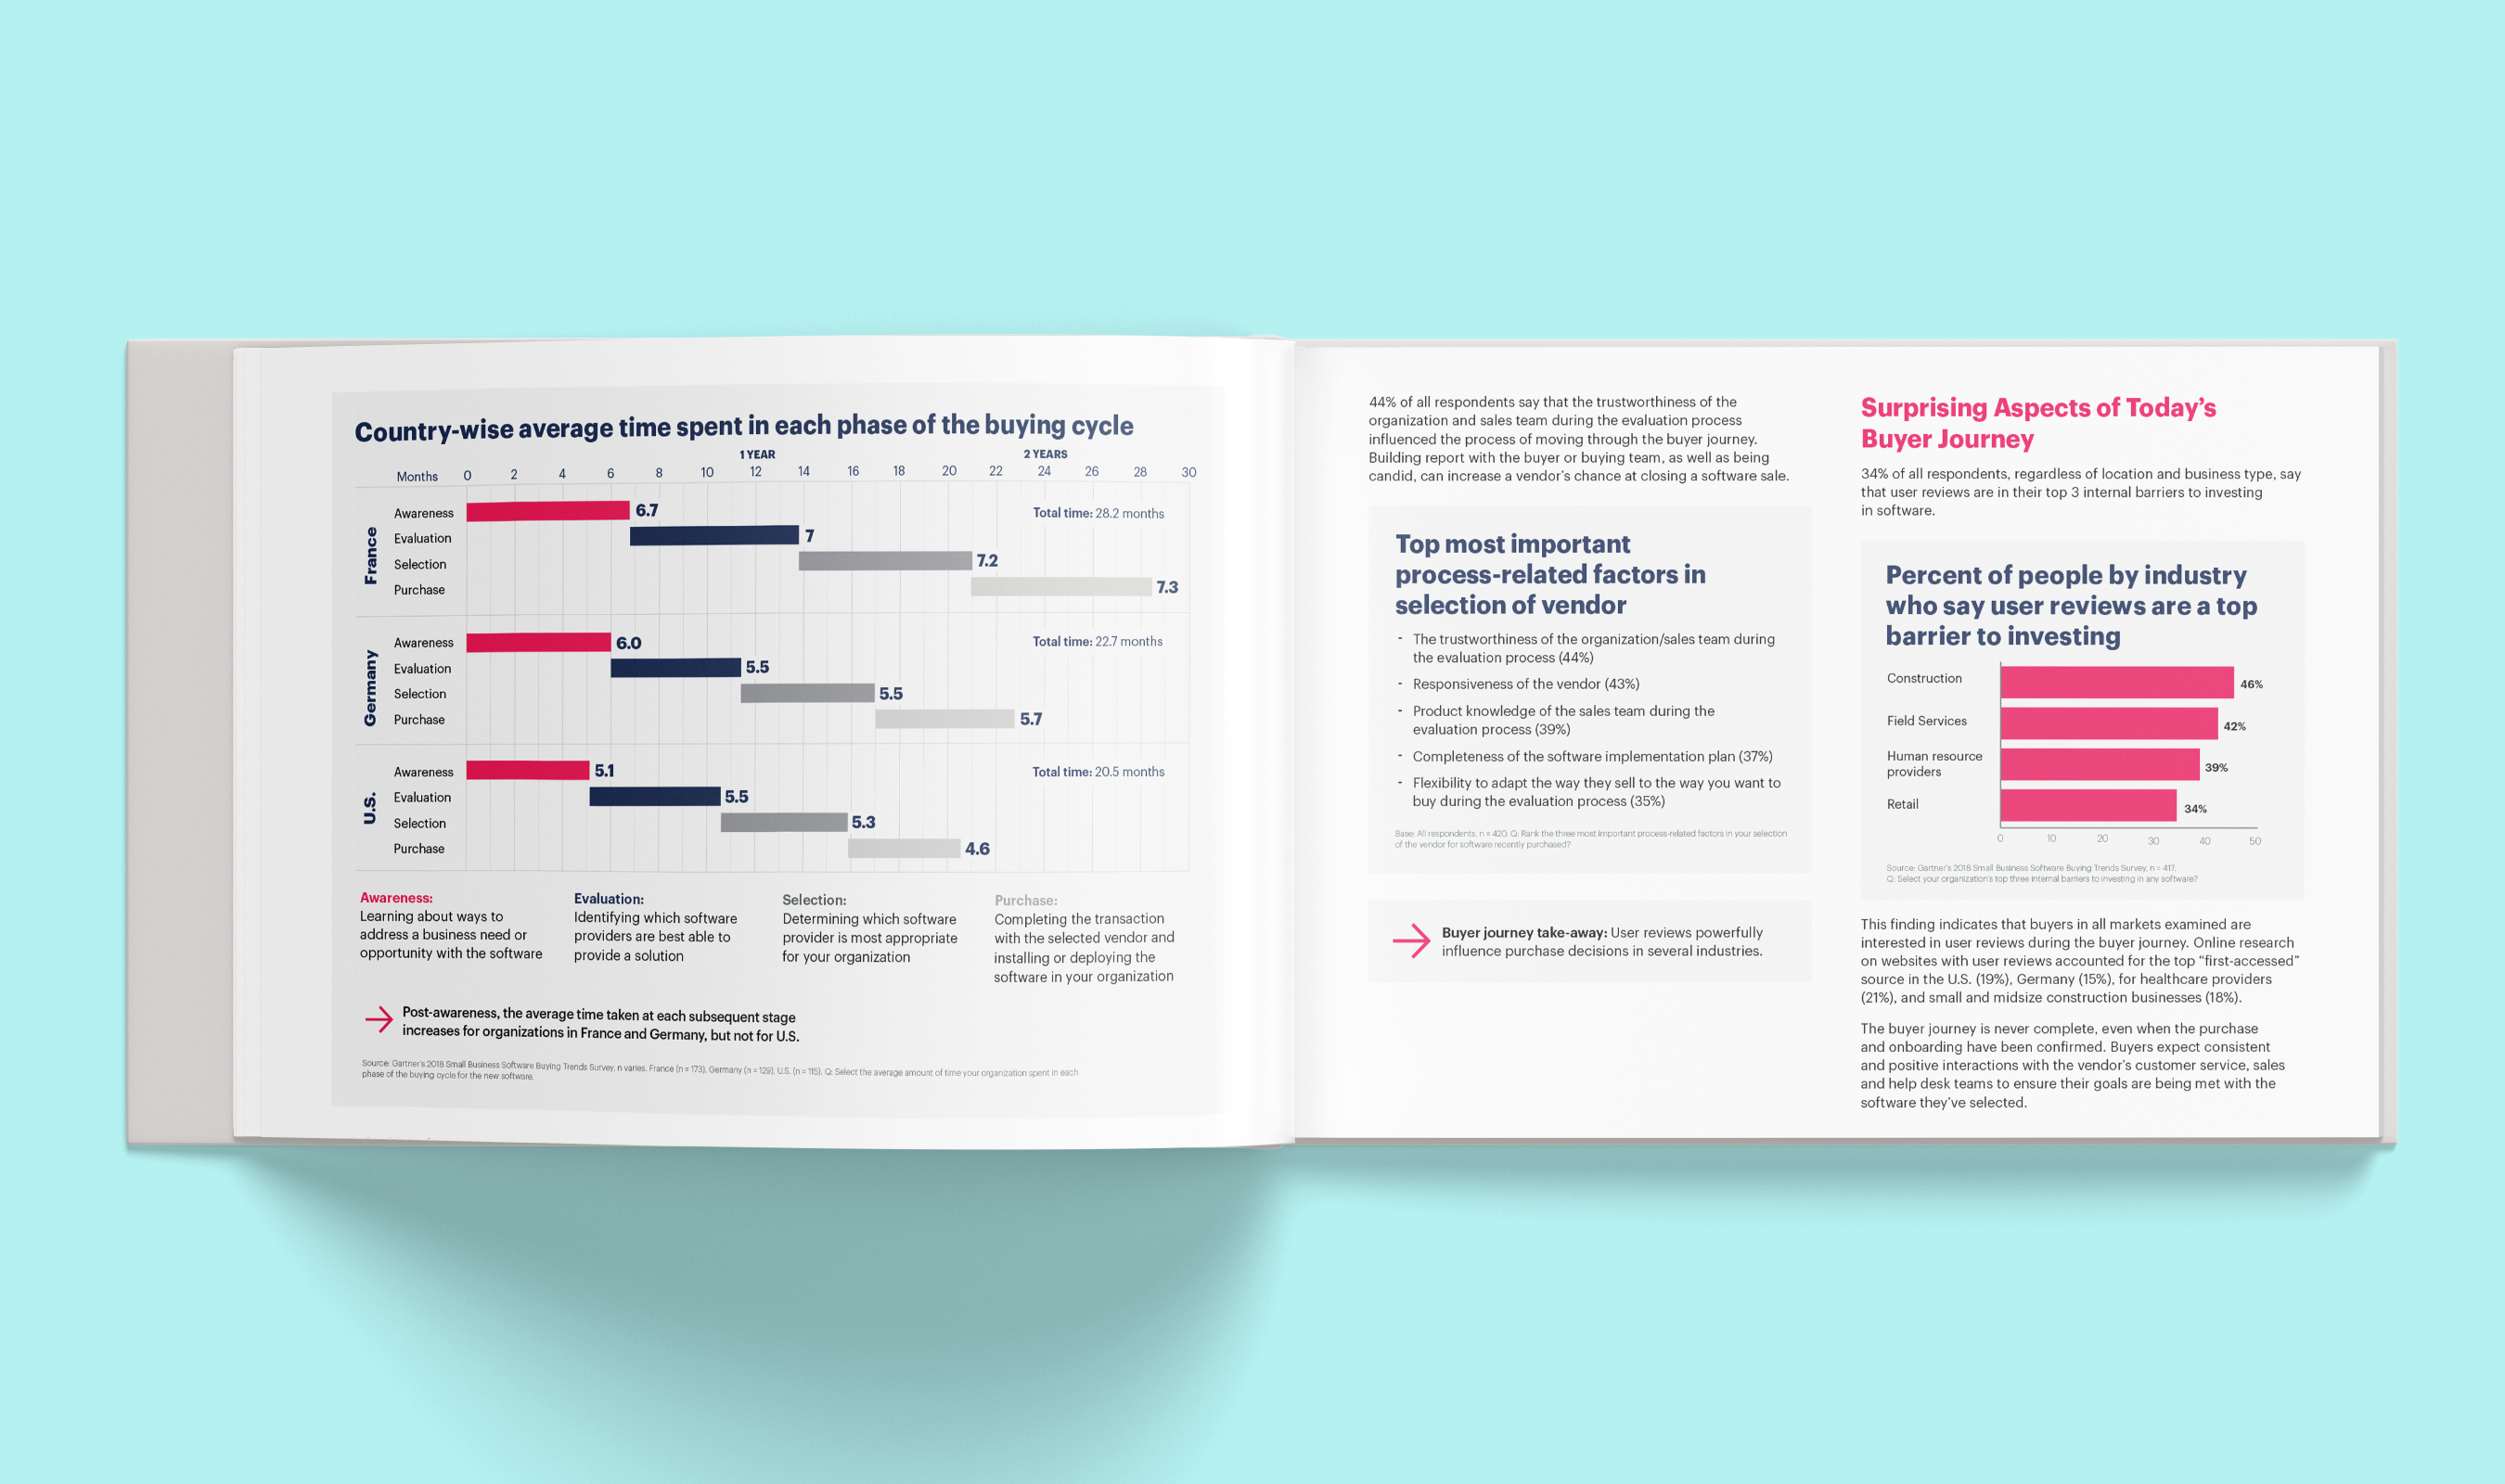 Country-wise average time spent in each phase of the buying cycle
1 YEAR 2 YEARS
Months 0 2 4 6 8 10 12 14 16 18 20 22 24 26 28 30
France
Awareness 6.7 Total time: 28.2 months
Evaluation 7
Selection 7.2
Purchase 7.3
Germany
Awareness 6.0 Total time: 22.7 months
Evaluation 5.5
Selection 5.5
Purchase 5.7
U.S.
Awareness 5.1 Total time: 20.5 months
Evaluation 5.5
Selection 5.3
Purchase 4.6
Awareness:
Learning about ways to
address a business need or
opportunity with the software
Evaluation:
Identifying which software
providers are best able to
provide a solution
Selection:
Determining which software
provider is most appropriate
for your organization
Purchase:
Completing the transaction
with the selected vendor and
installing or deploying the
software in your organization
Post-awareness, the average time taken at each subsequent stage
increases for organizations in France and Germany, but not for U.S.
Source: Gartner's 2018 Small Business Software Buying Trends Survey, n varies. France (n = 173), Germany (n = 129), U.S. (n = 115). Q: Select the average amount of time your organization spent in each
phase of the buying cycle for the new software.
44% of all respondents say that the trustworthiness of the
organization and sales team during the evaluation process
influenced the process of moving through the buyer journey.
Building report with the buyer or buying team, as well as being
candid, can increase a vendor's chance at closing a software sale.
Top most important
process-related factors in
selection of vendor
- The trustworthiness of the organization/sales team during
the evaluation process (44%)
- Responsiveness of the vendor (43%)
- Product knowledge of the sales team during the
evaluation process (39%)
- Completeness of the software implementation plan (37%)
- Flexibility to adapt the way they sell to the way you want to
buy during the evaluation process (35%)
Base: All respondents, n = 420. Q: Rank the three most important process-related factors in your selection
of the vendor for software recently purchased?
Buyer journey take-away: User reviews powerfully
influence purchase decisions in several industries.
Surprising Aspects of Today's
Buyer Journey
34% of all respondents, regardless of location and business type, say
that user reviews are in their top 3 internal barriers to investing
in software.
Percent of people by industry
who say user reviews are a top
barrier to investing
Construction 46%
Field Services 42%
Human resource
providers 39%
Retail 34%
0 10 20 30 40 50
Source: Gartner's 2018 Small Business Software Buying Trends Survey, n = 417.
Q: Select your organization's top three internal barriers to investing in any software?
This finding indicates that buyers in all markets examined are
interested in user reviews during the buyer journey. Online research
on websites with user reviews accounted for the top “first-accessed”
source in the U.S. (19%), Germany (15%), for healthcare providers
(21%), and small and midsize construction businesses (18%).
The buyer journey is never complete, even when the purchase
and onboarding have been confirmed. Buyers expect consistent
and positive interactions with the vendor's customer service, sales
and help desk teams to ensure their goals are being met with the
software they've selected.